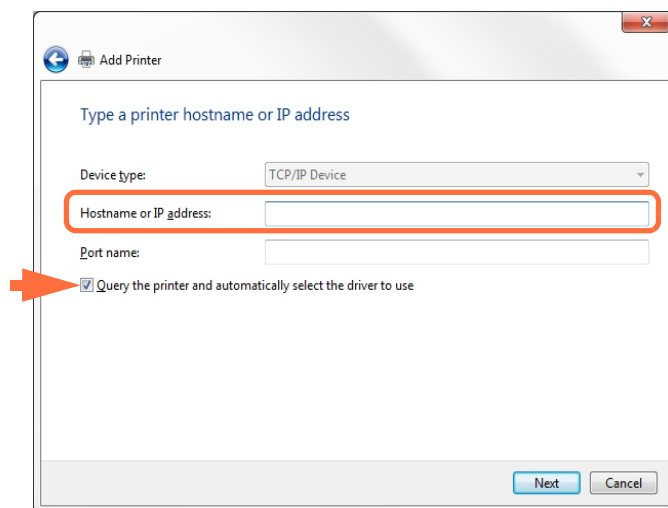 Add Printer
Type a printer hostname or IP address
Device type:
TCP/IP Device
Hostname or IP address:
Port name:
Query the printer and automatically select the driver to use
Next
Cancel